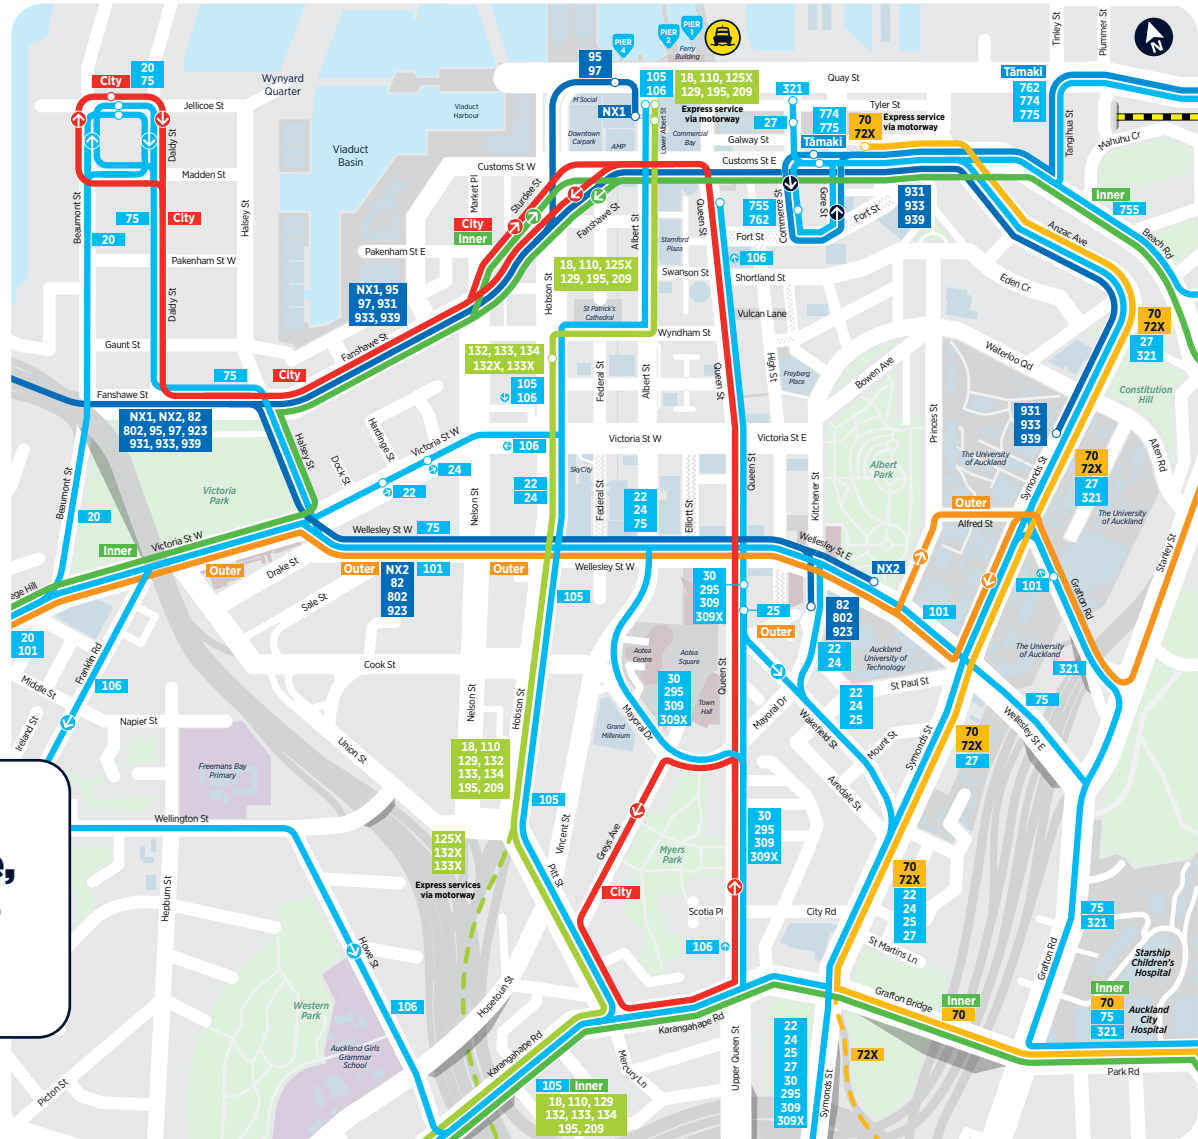 PIER
4
PIER
2
PIER
1
Ferry
Building
N
Tinley St
Plummer St
95
97
20
75
City
Wynyard
Quarter
Jellicoe St
105
106
18, 110, 125X
129, 195, 209
Express service
via motorway
321
Quay St
Tāmaki
762
774
775
M Social
NX1
Lower Albert St
Viaduct
Harbour
Tyler St
27
774
775
Tāmaki
70
72X
Express service
via motorway
Daldy St
Viaduct
Basin
Downtown
Carpark
AMP
Commercial
Bay
Galway St
Tangihua St
Mahuhu Cr
Customs St W
Customs St E
Madden St
Beaumont St
Halsey St
Market Pl
Sturdee St
Fanshawe St
Queen St
Commerce St
Gore St
Fort St
931
933
939
Inner
755
75
City
City
Inner
755
762
Albert St
Fort St
Stamford
Plaza
20
Anzac Ave
Beach Rd
Pakenham St E
Pakenham St W
18, 110, 125X
129, 195, 209
Swanson St
106
Shortland St
Eden Cr
Hobson St
Daldy St
NX1, 95
97, 931
933, 939
St Patrick's
Cathedral
Vulcan Lane
Wyndham St
70
72X
27
321
Gaunt St
Fanshawe St
132, 133, 134
132X, 133X
High St
Freyberg
Place
Bowen Ave
Waterloo Qd
75
City
105
106
Federal St
Albert St
Queen St
Constitution
Hill
Fanshawe St
NX1, NX2, 82
802, 95, 97, 923
931, 933, 939
Princes St
931
933
939
Hardinge St
Victoria St W
106
Victoria St W
Victoria St E
Halsey St
Dock St
24
Albert
Park
The University
of Auckland
Symonds St
Alten Rd
70
72X
27
321
Queen St
Kitchener St
SkyCity
22
Nelson St
22
24
Federal St
22
24
75
Elliott St
Victoria
Park
Beaumont St
20
Outer
Alfred St
The University
of Auckland
Wellesley St W
75
Inner
Victoria St W
Wellesley St E
Stanley St
Outer
Drake St
Outer
NX2
82
802
923
101
Outer
Wellesley St W
NX2
30
295
309
309X
101
Grafton Rd
ege Hill
Sale St
105
25
Outer
82
802
923
101
20
101
Franklin Rd
Cook St
Aotea
Centre
Aotea
Square
22
24
Auckland
University of
Technology
The University
of Auckland
321
Middle St
106
30
295
309
309X
Queen St
St Paul St
75
Ireland St
Napier St
Nelson St
Hobson St
Grand
Millenium
Mayoral Dr
Town
Hall
Mayoral Dr
Wakefield St
22
24
25
Mount St
Symonds St
70
72X
27
Wellesley St E
Union St
18, 110
129, 132
133, 134
195, 209
Freemans Bay
Primary
Airedale St
105
Wellington St
30
295
309
309X
Vincent St
Greys Ave
Myers
Park
125X
132X
133X
Express services
via motorway
Pitt St
70
72X
22
24
25
27
Hepburn St
City
Scotia Pl
City Rd
75
321
106
St Martins Ln
Howe St
Grafton Rd
Starship
Children's
Hospital
Hopetoun St
Western
Park
106
Grafton Bridge
Inner
70
Inner
70
75
321
Auckland
City
Hospital
Karangahape Rd
22
24
25
27
30
295
309
309X
Upper Queen St
Auckland Girls
Grammar
School
Karangahape Rd
72X
Mercury Ln
Park Rd
Symonds St
Picton St
105
Inner
18, 110, 129
132, 133, 134
195, 209